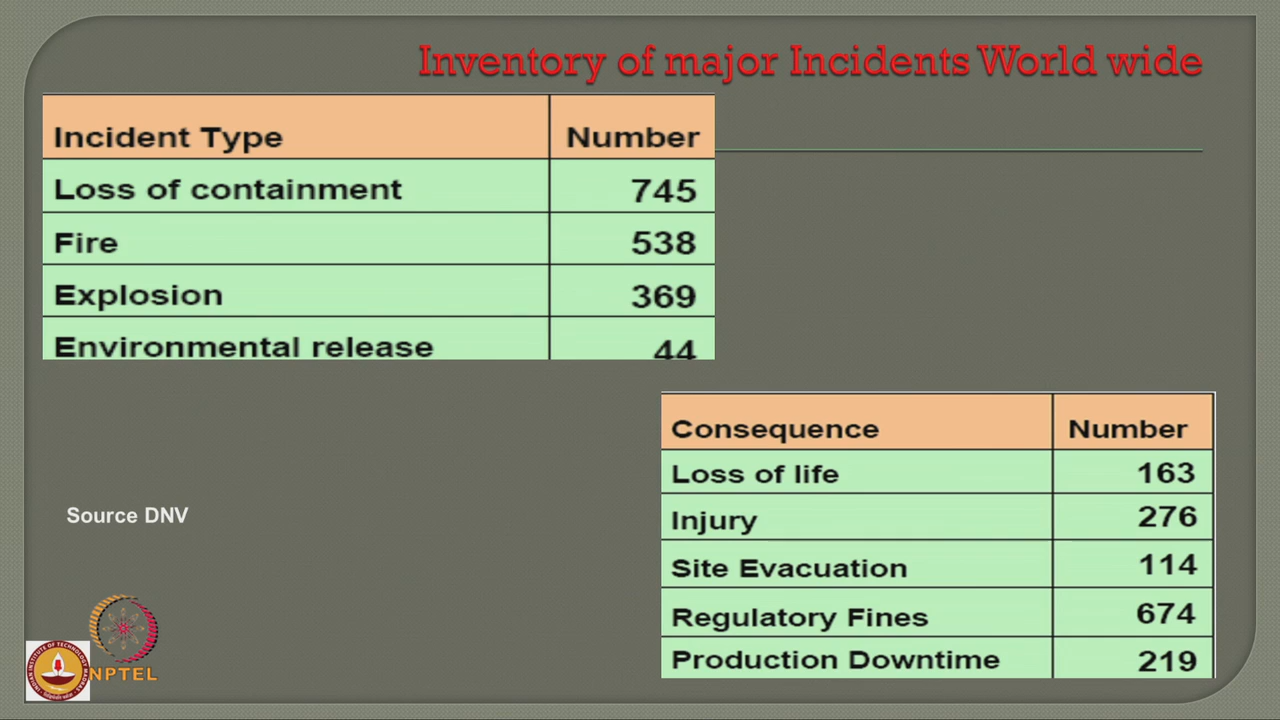 Inventory of major Incidents World wide
Incident Type Number
Loss of containment 745
Fire 538
Explosion 369
Environmental release 44
Consequence Number
Loss of life 163
Injury 276
Site Evacuation 114
Regulatory Fines 674
Production Downtime 219
Source DNV
NPTEL